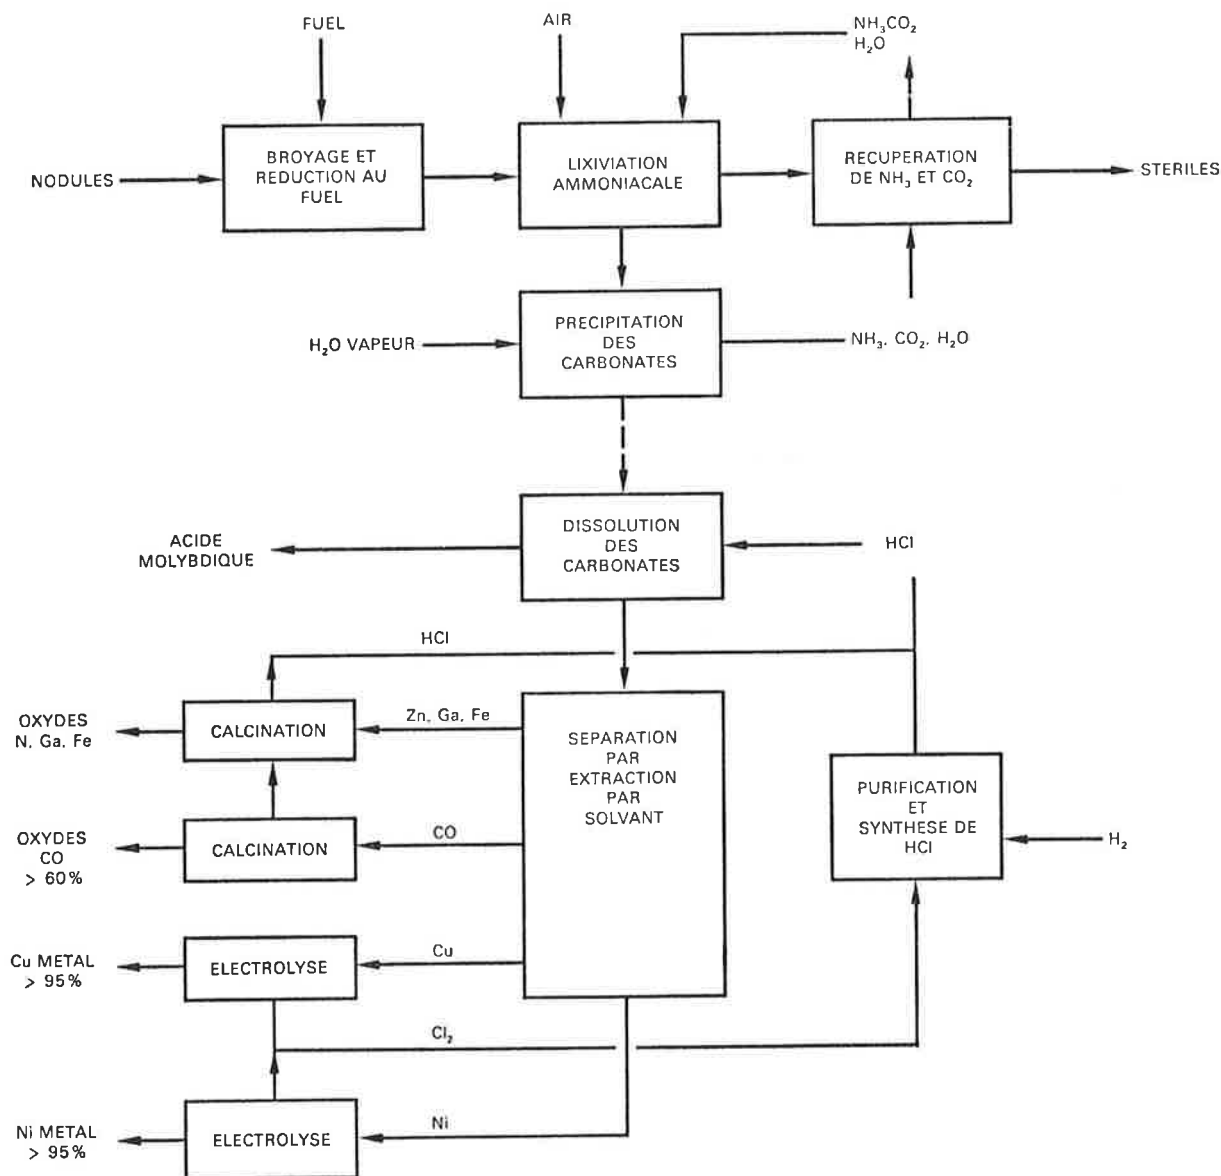 FUEL
AIR
NH₃CO₂
H₂O
NODULES
BROYAGE ET
REDUCTION AU
FUEL
LIXIVIATION
AMMONIACALE
RECUPERATION
DE NH₃ ET CO₂
STERILES
H₂O VAPEUR
PRECIPITATION
DES
CARBONATES
NH₃. CO₂. H₂O
ACIDE
MOLYBDIQUE
DISSOLUTION
DES
CARBONATES
HCl
HCl
OXYDES
N. Ga. Fe
CALCINATION
Zn, Ga, Fe
SEPARATION
PAR
EXTRACTION
PAR
SOLVANT
PURIFICATION
ET
SYNTHESE DE
HCl
H₂
OXYDES
CO
> 60%
CALCINATION
CO
Cu METAL
> 95%
ELECTROLYSE
Cu
Cl₂
Ni METAL
> 95%
ELECTROLYSE
Ni